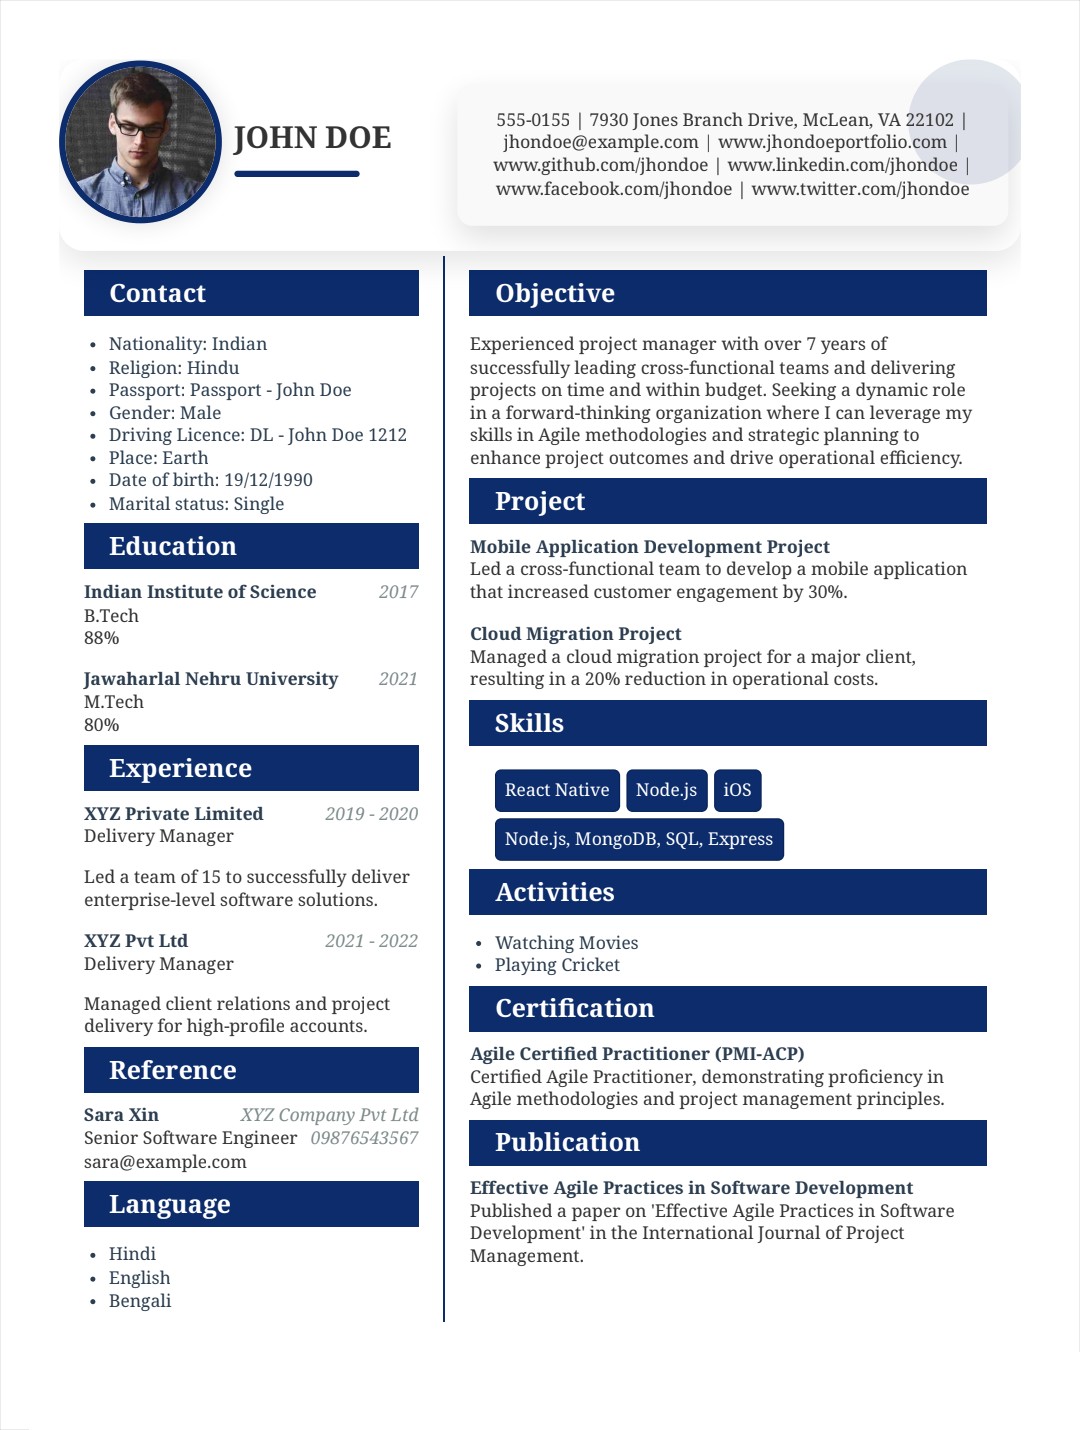 JOHN DOE
555-0155 | 7930 Jones Branch Drive, McLean, VA 22102 |
jhondoe@example.com | www.jhondoeportfolio.com |
www.github.com/jhondoe | www.linkedin.com/jhondoe |
www.facebook.com/jhondoe | www.twitter.com/jhondoe
Contact
• Nationality: Indian
• Religion: Hindu
• Passport: Passport - John Doe
• Gender: Male
• Driving Licence: DL - John Doe 1212
• Place: Earth
• Date of birth: 19/12/1990
• Marital status: Single
Education
Indian Institute of Science 2017
B.Tech
88%
Jawaharlal Nehru University 2021
M.Tech
80%
Experience
XYZ Private Limited 2019 - 2020
Delivery Manager
Led a team of 15 to successfully deliver
enterprise-level software solutions.
XYZ Pvt Ltd 2021 - 2022
Delivery Manager
Managed client relations and project
delivery for high-profile accounts.
Reference
Sara Xin XYZ Company Pvt Ltd
Senior Software Engineer 09876543567
sara@example.com
Language
• Hindi
• English
• Bengali
Objective
Experienced project manager with over 7 years of
successfully leading cross-functional teams and delivering
projects on time and within budget. Seeking a dynamic role
in a forward-thinking organization where I can leverage my
skills in Agile methodologies and strategic planning to
enhance project outcomes and drive operational efficiency.
Project
Mobile Application Development Project
Led a cross-functional team to develop a mobile application
that increased customer engagement by 30%.
Cloud Migration Project
Managed a cloud migration project for a major client,
resulting in a 20% reduction in operational costs.
Skills
React Native Node.js iOS
Node.js, MongoDB, SQL, Express
Activities
• Watching Movies
• Playing Cricket
Certification
Agile Certified Practitioner (PMI-ACP)
Certified Agile Practitioner, demonstrating proficiency in
Agile methodologies and project management principles.
Publication
Effective Agile Practices in Software Development
Published a paper on 'Effective Agile Practices in Software
Development' in the International Journal of Project
Management.